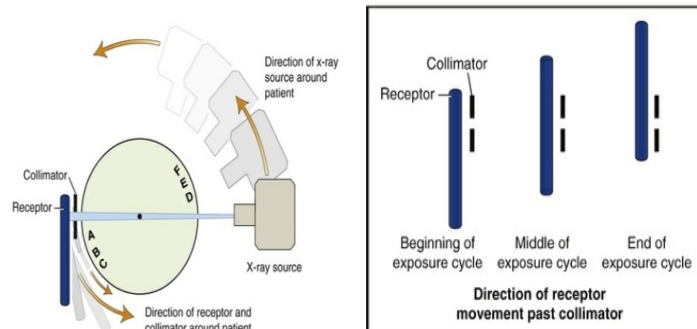 Direction of x-ray
source around
patient
Collimator
Receptor
F E D
A B C
X-ray source
Direction of receptor and
collimator around patient
Collimator
Receptor
Beginning of
exposure cycle
Middle of
exposure cycle
End of
exposure cycle
Direction of receptor
movement past collimator